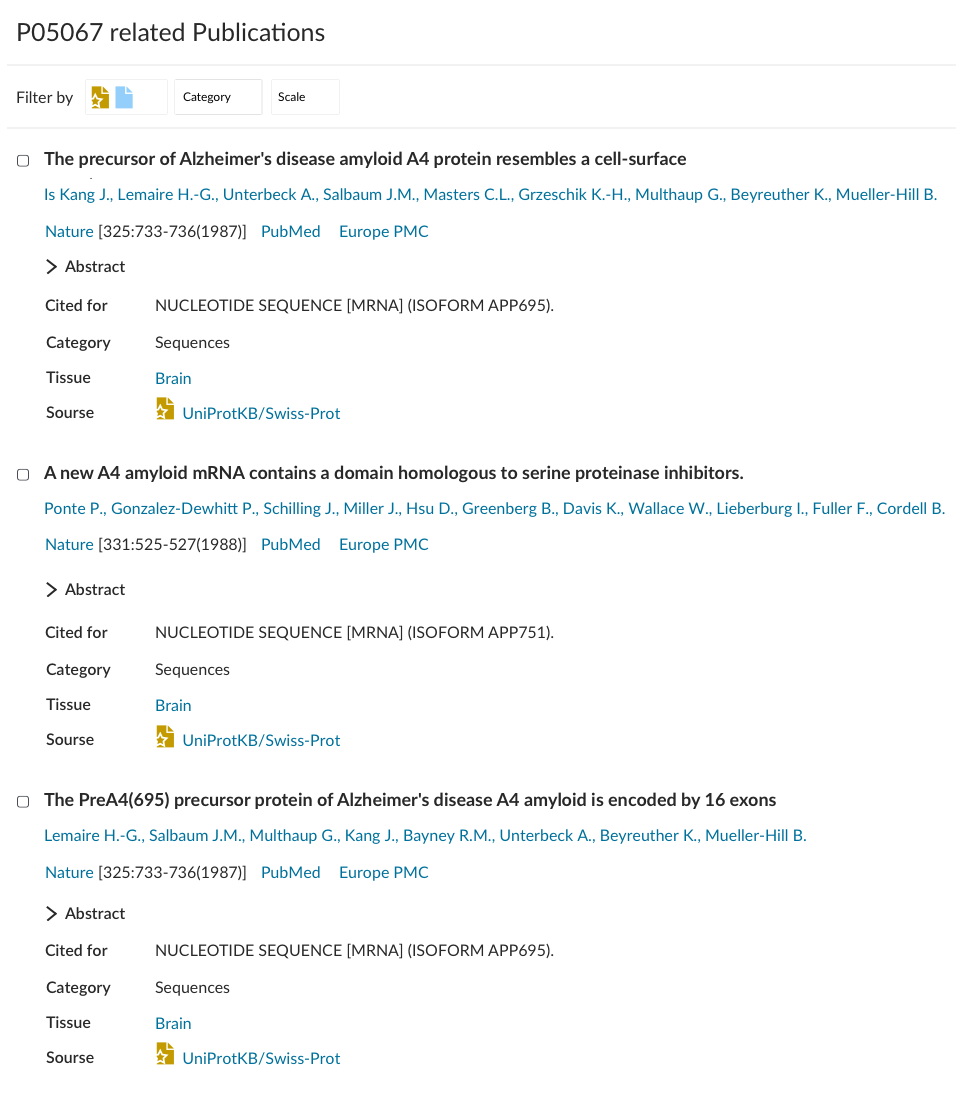 P05067 related Publications
Filter by Category Scale
The precursor of Alzheimer's disease amyloid A4 protein resembles a cell-surface
Is Kang J., Lemaire H.-G., Unterbeck A., Salbaum J.M., Masters C.L., Grzeschik K.-H., Multhaup G., Beyreuther K., Mueller-Hill B.
Nature [325:733-736(1987)] PubMed Europe PMC
Abstract
Cited for NUCLEOTIDE SEQUENCE [MRNA] (ISOFORM APP695).
Category Sequences
Tissue Brain
Sourse UniProtKB/Swiss-Prot
A new A4 amyloid mRNA contains a domain homologous to serine proteinase inhibitors.
Ponte P., Gonzalez-Dewhitt P., Schilling J., Miller J., Hsu D., Greenberg B., Davis K., Wallace W., Lieberburg I., Fuller F., Cordell B.
Nature [331:525-527(1988)] PubMed Europe PMC
Abstract
Cited for NUCLEOTIDE SEQUENCE [MRNA] (ISOFORM APP751).
Category Sequences
Tissue Brain
Sourse UniProtKB/Swiss-Prot
The PreA4(695) precursor protein of Alzheimer's disease A4 amyloid is encoded by 16 exons
Lemaire H.-G., Salbaum J.M., Multhaup G., Kang J., Bayney R.M., Unterbeck A., Beyreuther K., Mueller-Hill B.
Nature [325:733-736(1987)] PubMed Europe PMC
Abstract
Cited for NUCLEOTIDE SEQUENCE [MRNA] (ISOFORM APP695).
Category Sequences
Tissue Brain
Sourse UniProtKB/Swiss-Prot